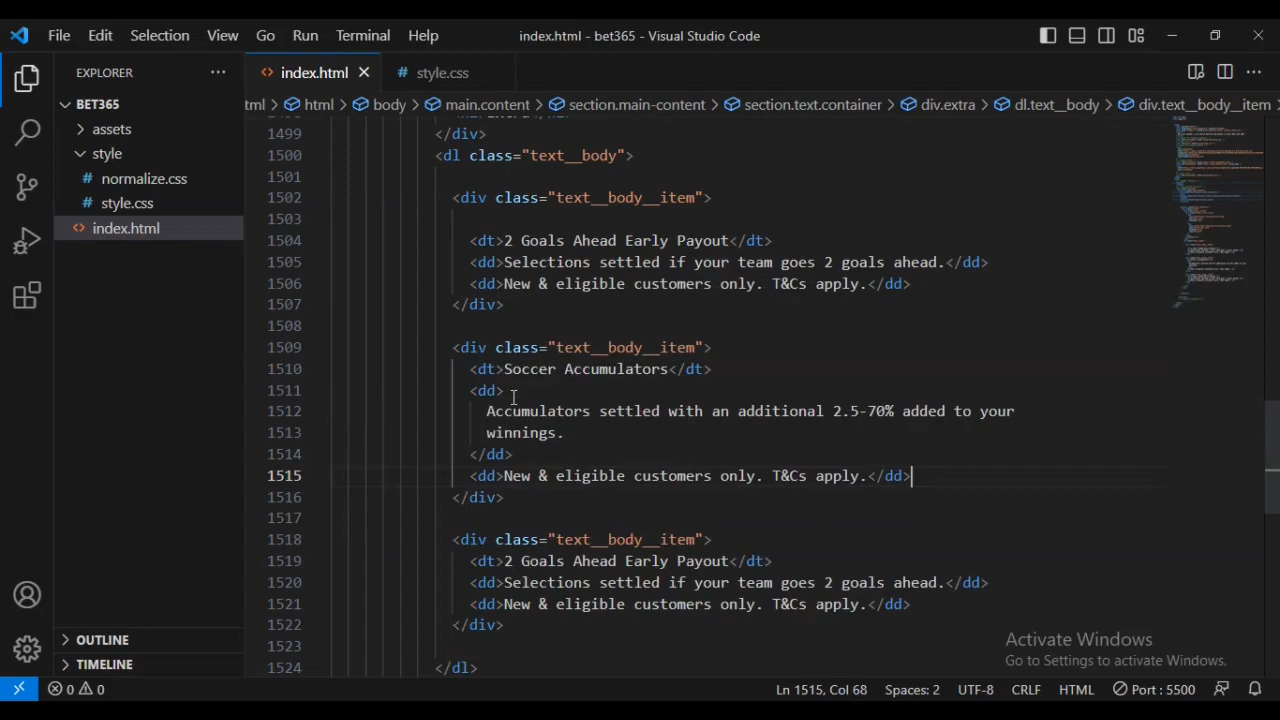 File Edit Selection View Go Run Terminal Help index.html - bet365 - Visual Studio Code
EXPLORER
index.html
style.css
BET365
html html body main.content section.main-content section.text.container div.extra dl.text__body div.text__body__item
assets
style
normalize.css
style.css
index.html
1499 </div>
1500 <dl class="text__body">
1501
1502 <div class="text__body__item">
1503
1504 <dt>2 Goals Ahead Early Payout</dt>
1505 <dd>Selections settled if your team goes 2 goals ahead.</dd>
1506 <dd>New & eligible customers only. T&Cs apply.</dd>
1507 </div>
1508
1509 <div class="text__body__item">
1510 <dt>Soccer Accumulators</dt>
1511 <dd>
1512 Accumulators settled with an additional 2.5-70% added to your
1513 winnings.
1514 </dd>
1515 <dd>New & eligible customers only. T&Cs apply.</dd>
1516 </div>
1517
1518 <div class="text__body__item">
1519 <dt>2 Goals Ahead Early Payout</dt>
1520 <dd>Selections settled if your team goes 2 goals ahead.</dd>
1521 <dd>New & eligible customers only. T&Cs apply.</dd>
1522 </div>
1523
1524 </dl>
OUTLINE
TIMELINE
Activate Windows
Go to Settings to activate Windows.
0 0 Ln 1515, Col 68 Spaces: 2 UTF-8 CRLF HTML Port : 5500